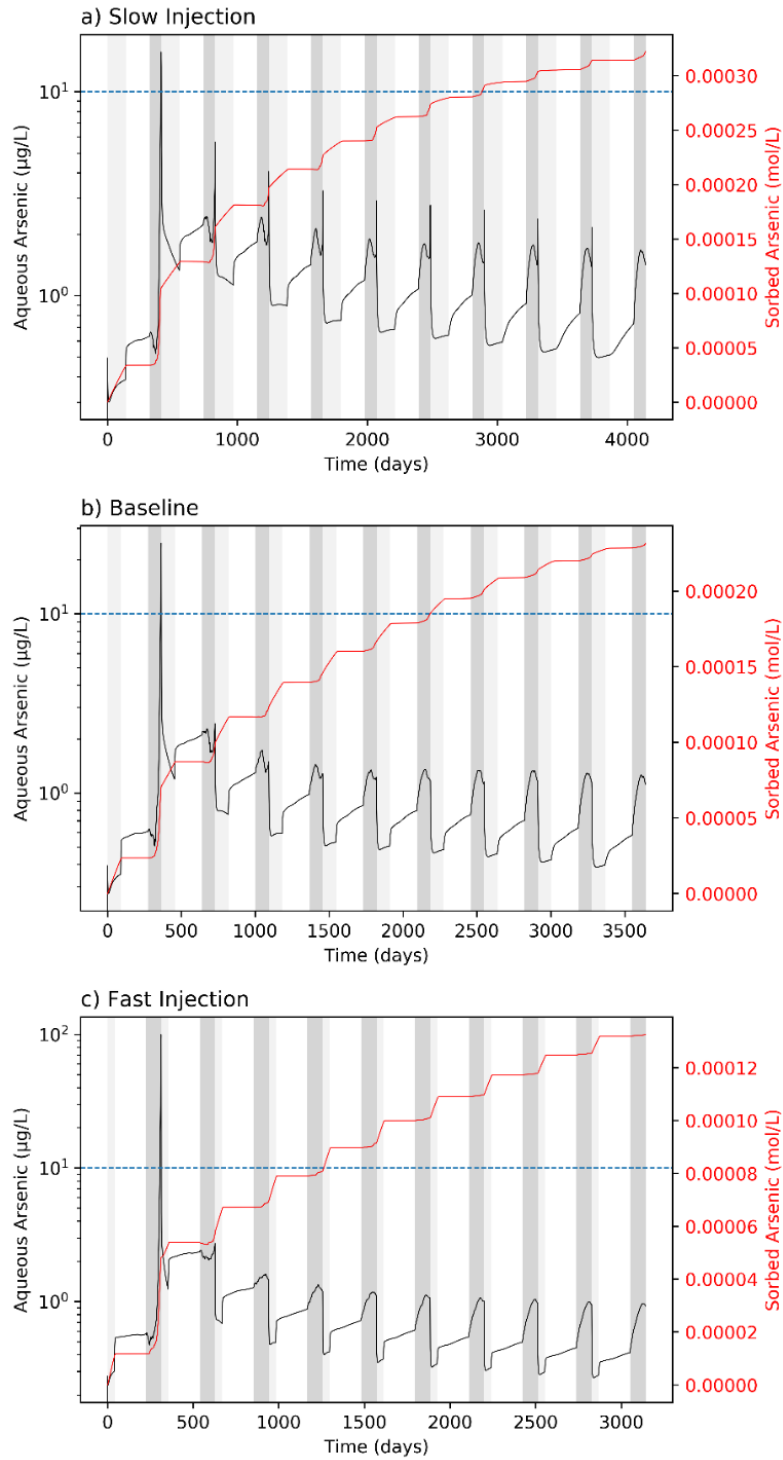 a) Slow Injection
Aqueous Arsenic (µg/L)
10¹
10⁰
0.00030
0.00025
0.00020
0.00015
0.00010
0.00005
0.00000
Sorbed Arsenic (mol/L)
0 1000 2000 3000 4000
Time (days)
b) Baseline
Aqueous Arsenic (µg/L)
10¹
10⁰
0.00020
0.00015
0.00010
0.00005
0.00000
Sorbed Arsenic (mol/L)
0 500 1000 1500 2000 2500 3000 3500
Time (days)
c) Fast Injection
Aqueous Arsenic (µg/L)
10²
10¹
10⁰
0.00012
0.00010
0.00008
0.00006
0.00004
0.00002
0.00000
Sorbed Arsenic (mol/L)
0 500 1000 1500 2000 2500 3000
Time (days)